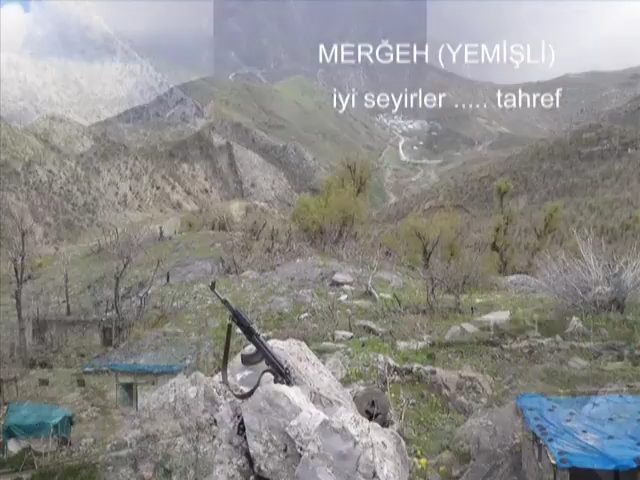 MERĞEH (YEMİŞLİ)
iyi seyirler ..... tahref